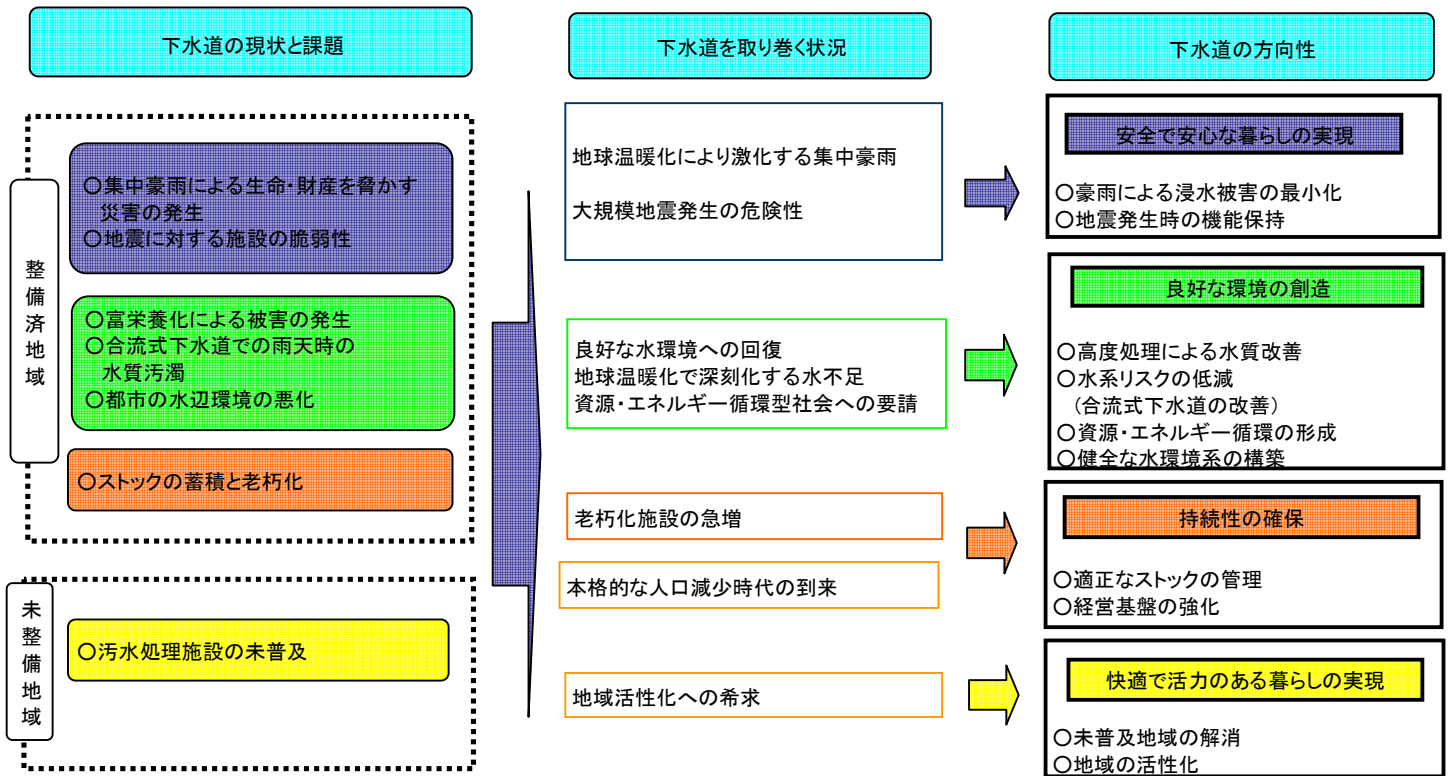 下水道の現状と課題
整備済地域
○集中豪雨による生命・財産を脅かす
災害の発生
○地震に対する施設の脆弱性
○富栄養化による被害の発生
○合流式下水道での雨天時の
水質汚濁
○都市の水辺環境の悪化
○ストックの蓄積と老朽化
未整備地域
○汚水処理施設の未普及
下水道を取り巻く状況
地球温暖化により激化する集中豪雨
大規模地震発生の危険性
良好な水環境への回復
地球温暖化で深刻化する水不足
資源・エネルギー循環型社会への要請
老朽化施設の急増
本格的な人口減少時代の到来
地域活性化への希求
下水道の方向性
安全で安心な暮らしの実現
○豪雨による浸水被害の最小化
○地震発生時の機能保持
良好な環境の創造
○高度処理による水質改善
○水系リスクの低減
(合流式下水道の改善)
○資源・エネルギー循環の形成
○健全な水環境系の構築
持続性の確保
○適正なストックの管理
○経営基盤の強化
快適で活力のある暮らしの実現
○未普及地域の解消
○地域の活性化